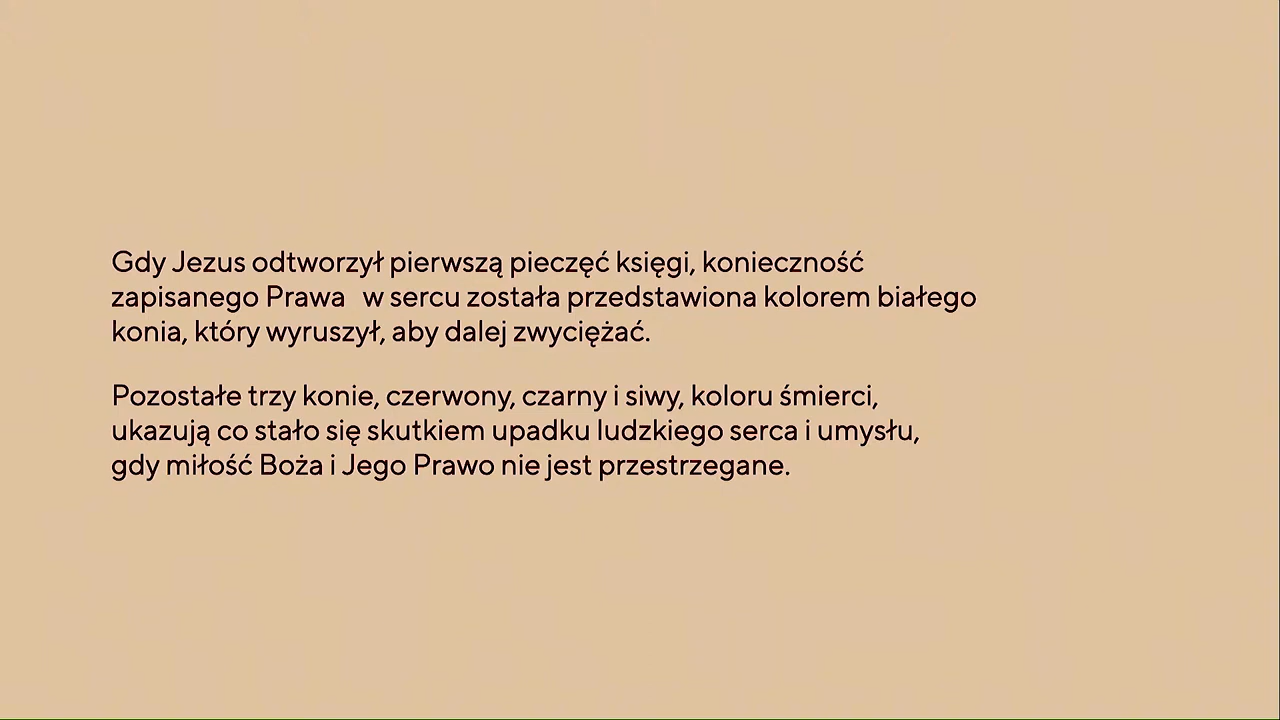 Gdy Jezus odtworzył pierwszą pieczęć księgi, konieczność
zapisanego Prawa w sercu została przedstawiona kolorem białego
konia, który wyruszył, aby dalej zwyciężać.
Pozostałe trzy konie, czerwony, czarny i siwy, koloru śmierci,
ukazują co stało się skutkiem upadku ludzkiego serca i umysłu,
gdy miłość Boża i Jego Prawo nie jest przestrzegane.